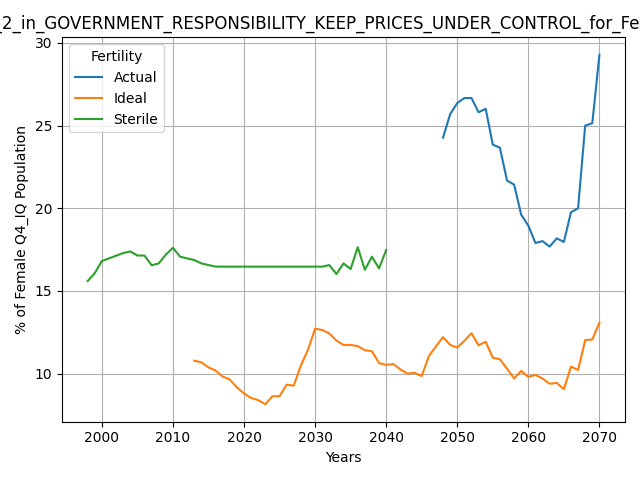 _2_in_GOVERNMENT_RESPONSIBILITY_KEEP_PRICES_UNDER_CONTROL_for_Fe
Fertility
Actual
Ideal
Sterile
% of Female Q4_IQ Population
30
25
20
15
10
2000 2010 2020 2030 2040 2050 2060 2070
Years